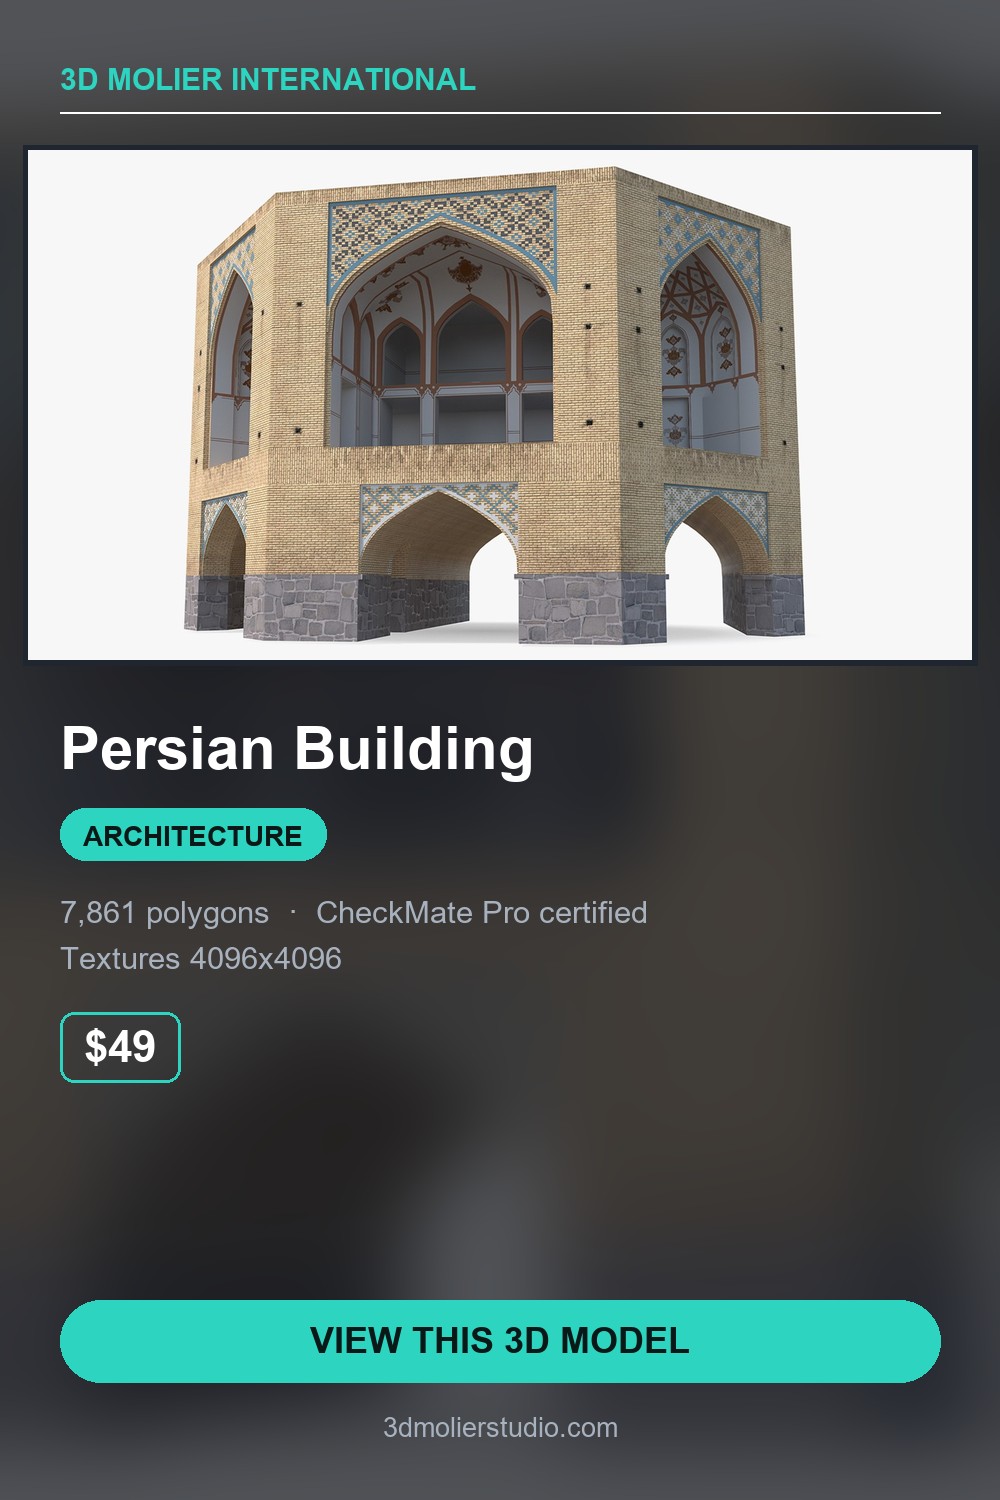 3D MOLIER INTERNATIONAL
Persian Building
ARCHITECTURE
7,861 polygons · CheckMate Pro certified
Textures 4096x4096
$49
VIEW THIS 3D MODEL
3dmolierstudio.com